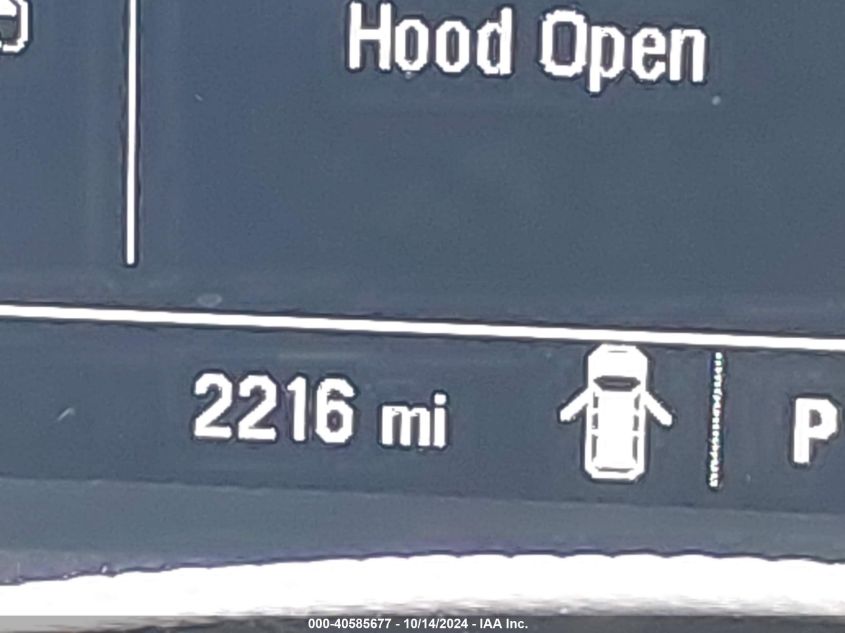 Hood Open
2216 mi P
000-40585677 - 10/14/2024 - IAA Inc.